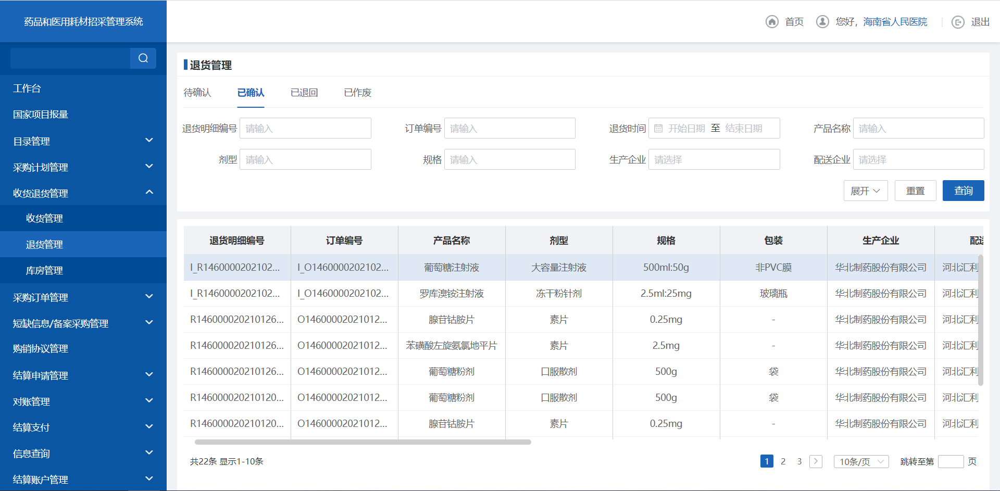 药品和医用耗材招采管理系统
首页
您好，海南省人民医院
退出
工作台
国家项目报量
目录管理
采购计划管理
收货退货管理
收货管理
退货管理
库房管理
采购订单管理
短缺信息/备案采购管理
购销协议管理
结算申请管理
对账管理
结算支付
信息查询
结算账户管理
退货管理
待确认 已确认 已退回 已作废
退货明细编号 请输入 订单编号 请输入 退货时间 开始日期 至 结束日期 产品名称 请输入
剂型 请输入 规格 请输入 生产企业 请选择 配送企业 请选择
展开 重置 查询
退货明细编号 订单编号 产品名称 剂型 规格 包装 生产企业 配送
I_R1460000202102... I_O1460000202102... 葡萄糖注射液 大容量注射液 500ml:50g 非PVC膜 华北制药股份有限公司 河北汇利
I_R1460000202102... I_O1460000202102... 罗库溴铵注射液 冻干粉针剂 2.5ml:25mg 玻璃瓶 华北制药股份有限公司 河北汇利
R146000020210126... O14600002021012... 腺苷钴胺片 素片 0.25mg - 华北制药股份有限公司 河北汇利
R146000020210126... O14600002021012... 苯磺酸左旋氨氯地平片 素片 2.5mg - 华北制药股份有限公司 河北汇利
R146000020210126... O14600002021012... 葡萄糖粉剂 口服散剂 500g 袋 华北制药股份有限公司 河北汇利
R146000020210120... O14600002021012... 葡萄糖粉剂 口服散剂 500g 袋 华北制药股份有限公司 河北汇利
R146000020210120... O14600002021012... 腺苷钴胺片 素片 0.25mg - 华北制药股份有限公司 河北汇利
共22条 显示1-10条 1 2 3 10条/页 跳转至第 页